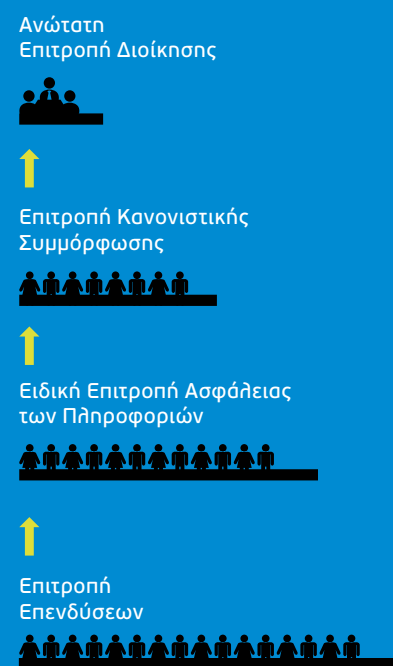 Ανώτατη
Επιτροπή Διοίκησης
Επιτροπή Κανονιστικής
Συμμόρφωσης
Ειδική Επιτροπή Ασφάλειας
των Πληροφοριών
Επιτροπή
Επενδύσεων